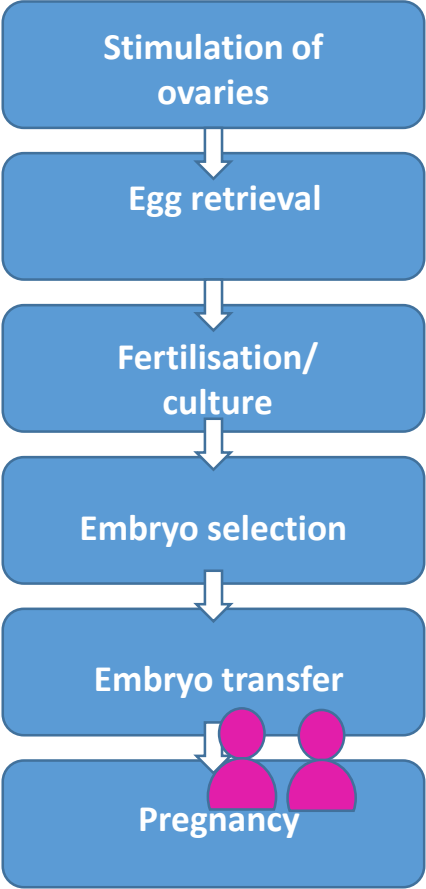 Stimulation of
ovaries
Egg retrieval
Fertilisation/
culture
Embryo selection
Embryo transfer
Pregnancy